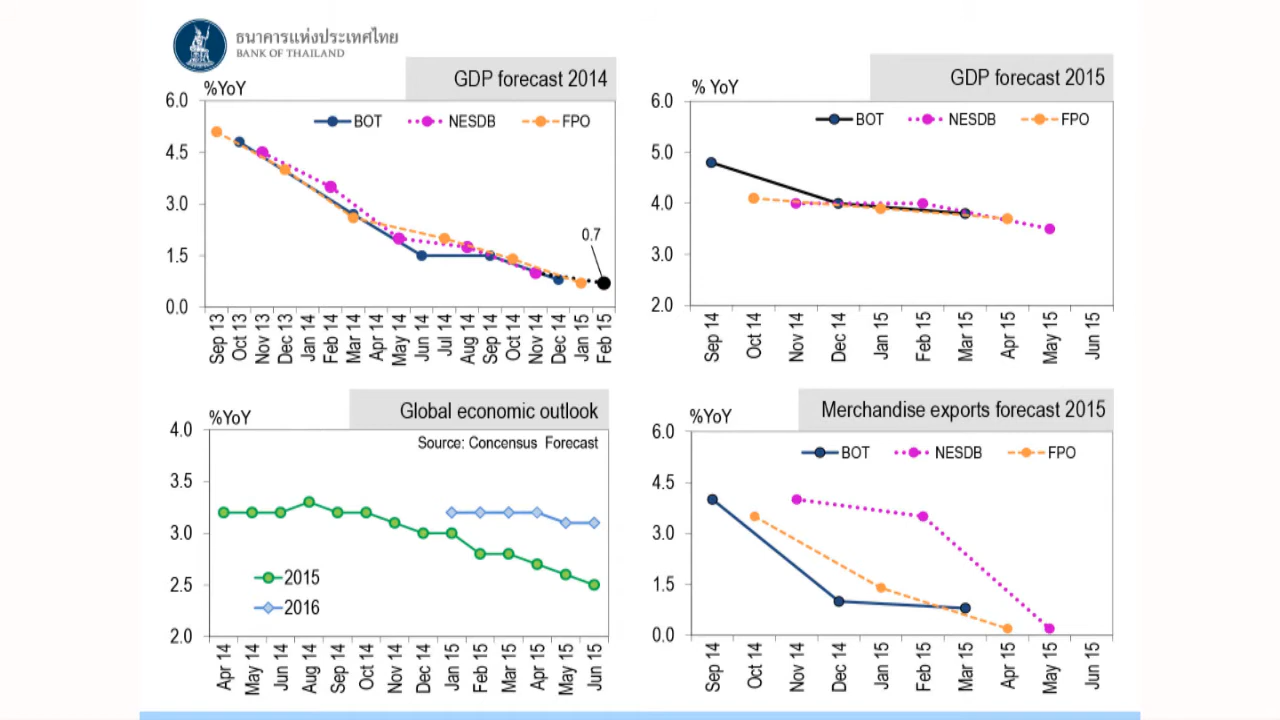 ธนาคารแห่งประเทศไทย
BANK OF THAILAND
GDP forecast 2014
%YoY
BOT NESDB FPO
6.0
4.5
3.0
1.5
0.0
0.7
Sep 13 Oct 13 Nov 13 Dec 13 Jan 14 Feb 14 Mar 14 Apr 14 May 14 Jun 14 Jul 14 Aug 14 Sep 14 Oct 14 Nov 14 Dec 14 Jan 15 Feb 15
GDP forecast 2015
% YoY
BOT NESDB FPO
6.0
5.0
4.0
3.0
2.0
Sep 14 Oct 14 Nov 14 Dec 14 Jan 15 Feb 15 Mar 15 Apr 15 May 15 Jun 15
Global economic outlook
%YoY
Source: Concensus Forecast
4.0
3.5
3.0
2.5
2.0
2015
2016
Apr 14 May 14 Jun 14 Aug 14 Sep 14 Oct 14 Nov 14 Dec 14 Jan 15 Feb 15 Mar 15 Apr 15 May 15 Jun 15
Merchandise exports forecast 2015
%YoY
BOT NESDB FPO
6.0
4.5
3.0
1.5
0.0
Sep 14 Oct 14 Nov 14 Dec 14 Jan 15 Feb 15 Mar 15 Apr 15 May 15 Jun 15